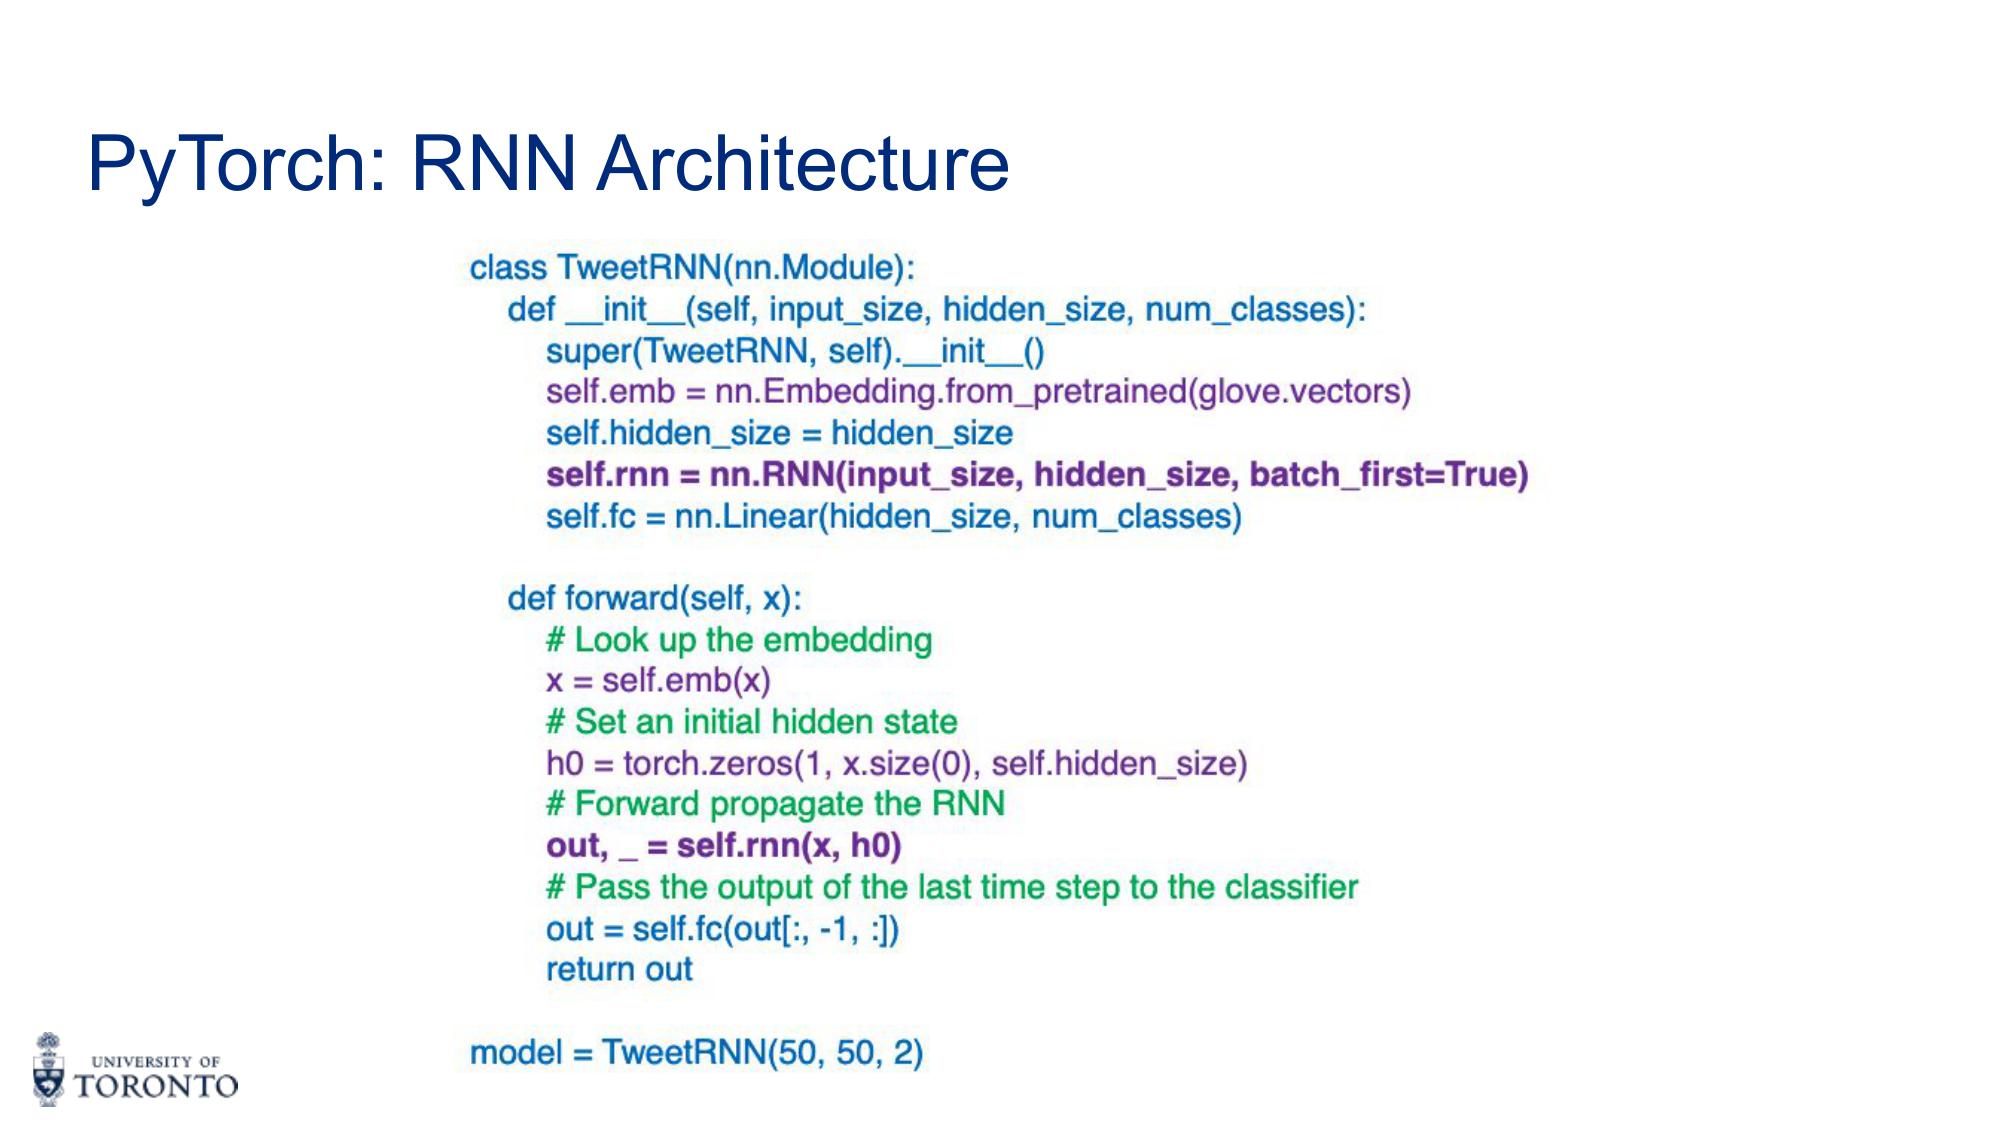 PyTorch: RNN Architecture
class TweetRNN(nn.Module):
def __init__(self, input_size, hidden_size, num_classes):
super(TweetRNN, self).__init__()
self.emb = nn.Embedding.from_pretrained(glove.vectors)
self.hidden_size = hidden_size
self.rnn = nn.RNN(input_size, hidden_size, batch_first=True)
self.fc = nn.Linear(hidden_size, num_classes)
def forward(self, x):
# Look up the embedding
x = self.emb(x)
# Set an initial hidden state
h0 = torch.zeros(1, x.size(0), self.hidden_size)
# Forward propagate the RNN
out, _ = self.rnn(x, h0)
# Pass the output of the last time step to the classifier
out = self.fc(out[:, -1, :])
return out
model = TweetRNN(50, 50, 2)
UNIVERSITY OF
TORONTO